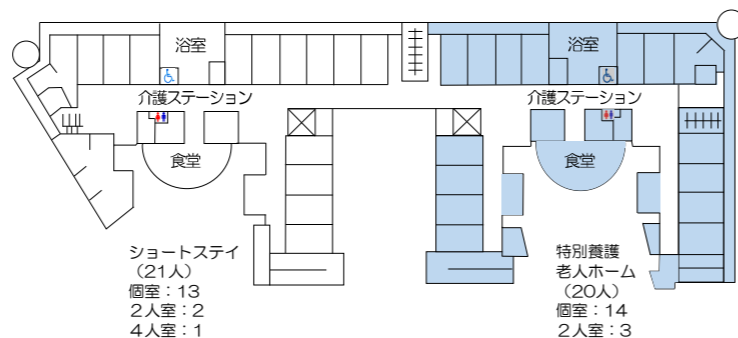 浴室
介護ステーション
食堂
ショートステイ
（21人）
個室：13
２人室：2
４人室：1
浴室
介護ステーション
食堂
特別養護
老人ホーム
（20人）
個室：14
２人室：3